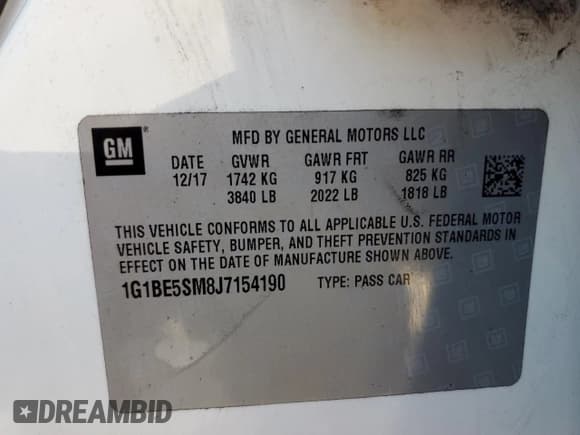 GM ®
MFD BY GENERAL MOTORS LLC
DATE GVWR GAWR FRT GAWR RR
12/17 1742 KG 917 KG 825 KG
3840 LB 2022 LB 1818 LB
THIS VEHICLE CONFORMS TO ALL APPLICABLE U.S. FEDERAL MOTOR
VEHICLE SAFETY, BUMPER, AND THEFT PREVENTION STANDARDS IN
EFFECT ON THE DATE OF MANUFACTURE SHOWN ABOVE.
1G1BE5SM8J7154190 TYPE: PASS CAR
DREAMBID